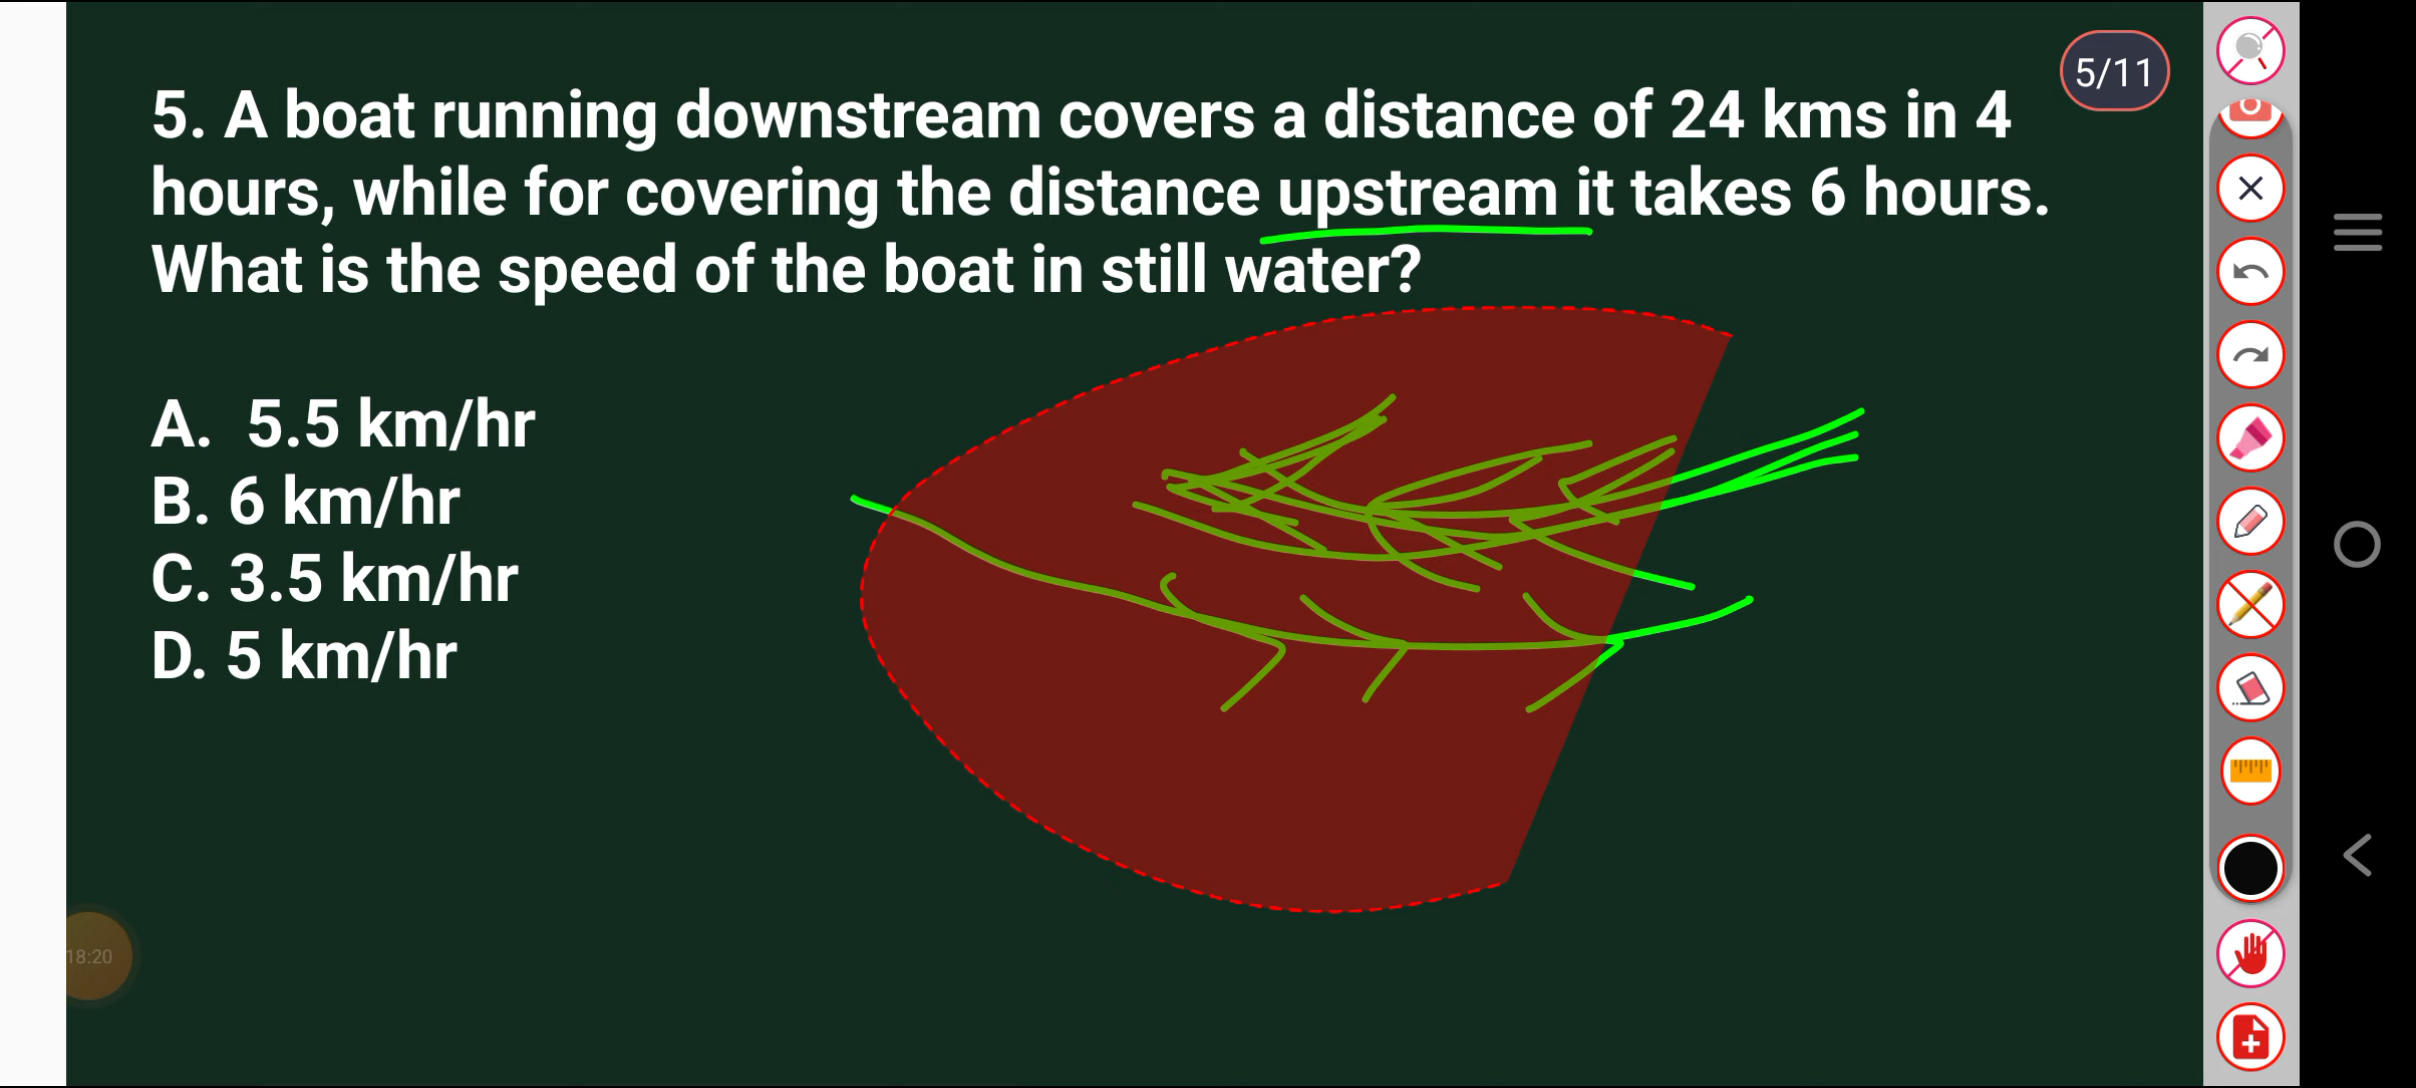 5/11
5. A boat running downstream covers a distance of 24 kms in 4
hours, while for covering the distance upstream it takes 6 hours.
What is the speed of the boat in still water?
A. 5.5 km/hr
B. 6 km/hr
C. 3.5 km/hr
D. 5 km/hr
18:20